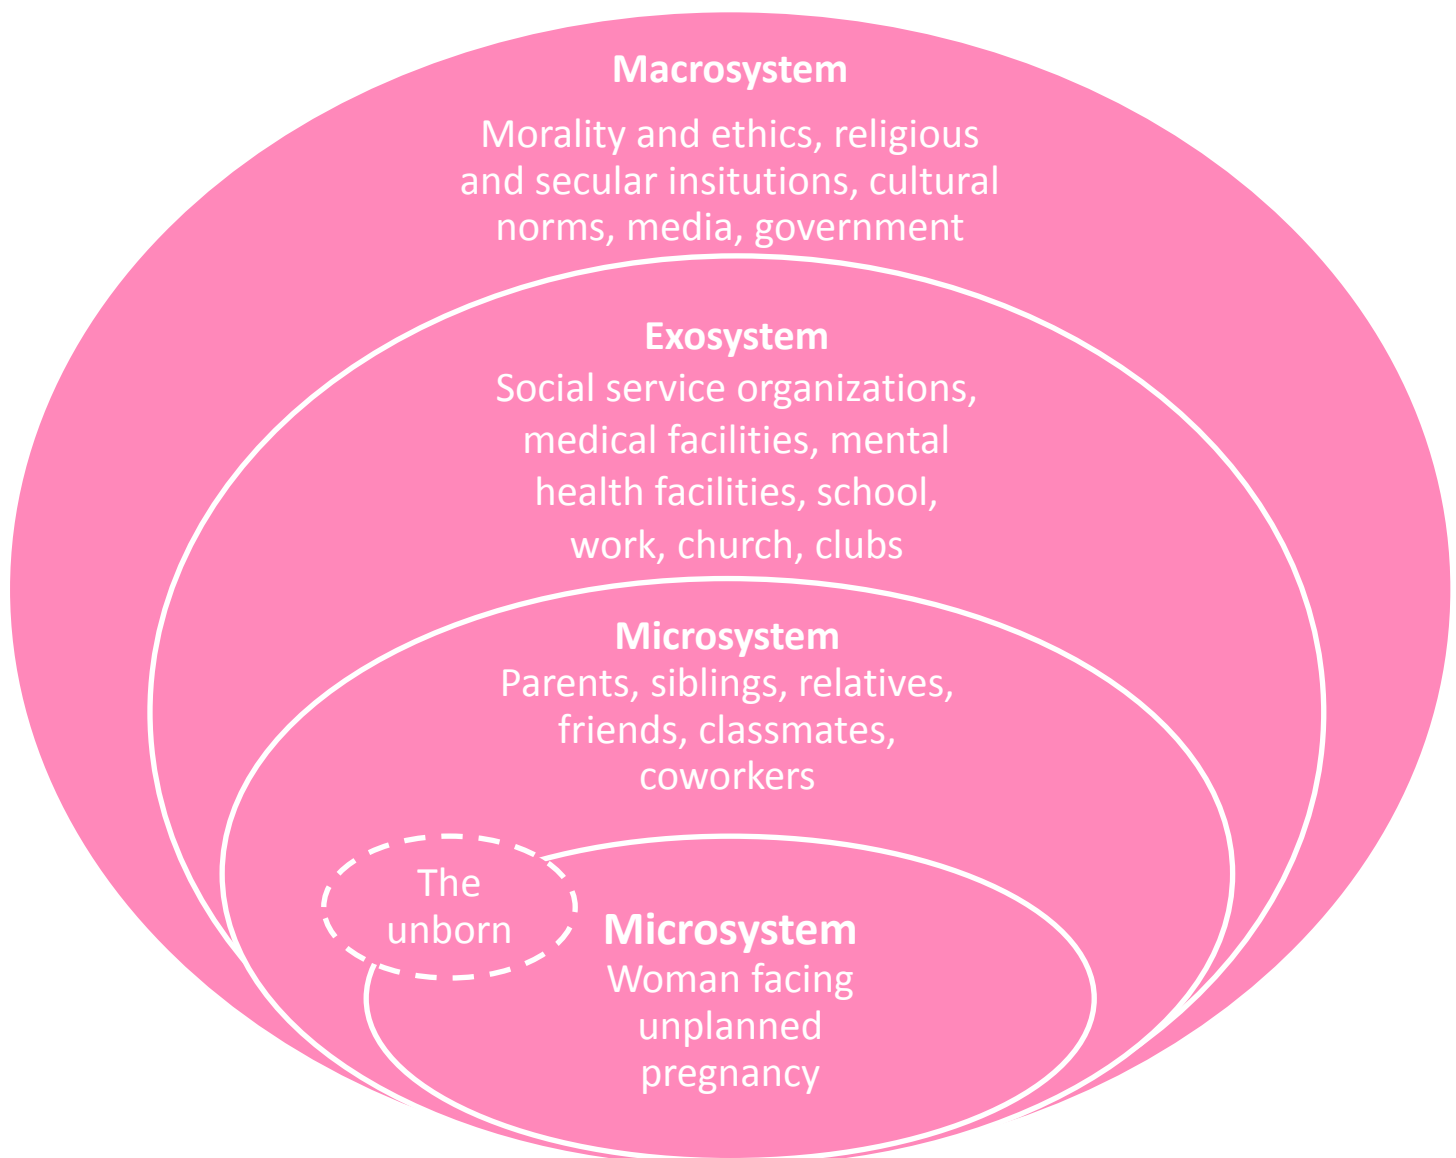 Macrosystem
Morality and ethics, religious
and secular insitutions, cultural
norms, media, government
Exosystem
Social service organizations,
medical facilities, mental
health facilities, school,
work, church, clubs
Microsystem
Parents, siblings, relatives,
friends, classmates,
coworkers
The
unborn
Microsystem
Woman facing
unplanned
pregnancy